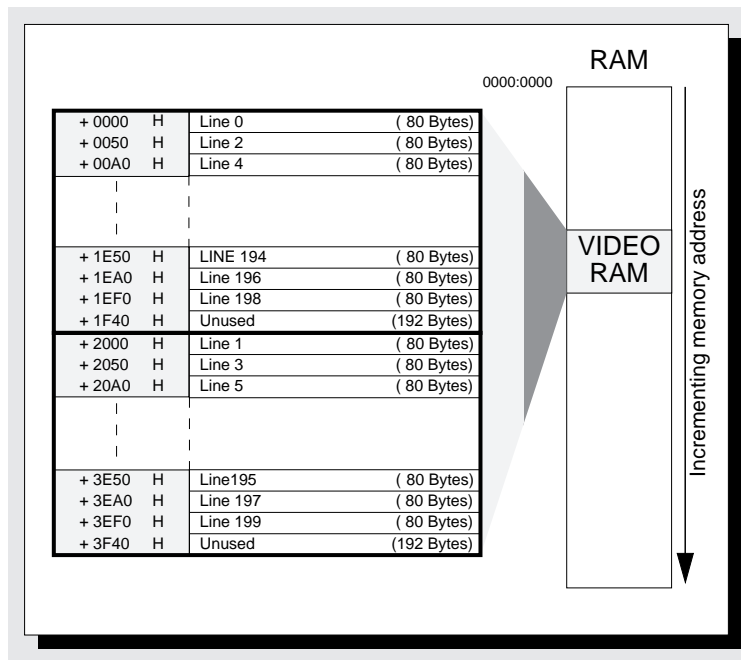 RAM
0000:0000
+ 0000 H Line 0 ( 80 Bytes)
+ 0050 H Line 2 ( 80 Bytes)
+ 00A0 H Line 4 ( 80 Bytes)
+ 1E50 H LINE 194 ( 80 Bytes)
+ 1EA0 H Line 196 ( 80 Bytes)
+ 1EF0 H Line 198 ( 80 Bytes)
+ 1F40 H Unused (192 Bytes)
+ 2000 H Line 1 ( 80 Bytes)
+ 2050 H Line 3 ( 80 Bytes)
+ 20A0 H Line 5 ( 80 Bytes)
+ 3E50 H Line195 ( 80 Bytes)
+ 3EA0 H Line 197 ( 80 Bytes)
+ 3EF0 H Line 199 ( 80 Bytes)
+ 3F40 H Unused (192 Bytes)
VIDEO
RAM
Incrementing memory address